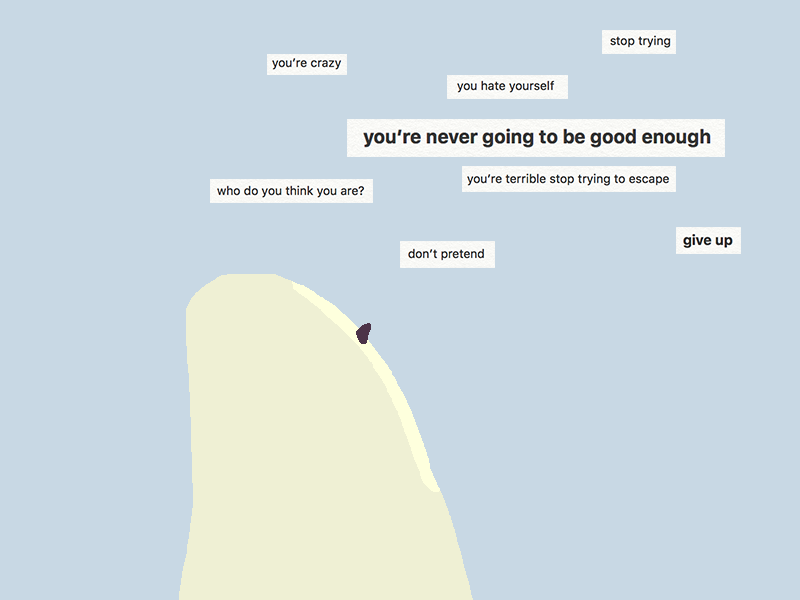 stop trying
you’re crazy
you hate yourself
you’re never going to be good enough
you’re terrible stop trying to escape
who do you think you are?
give up
don’t pretend